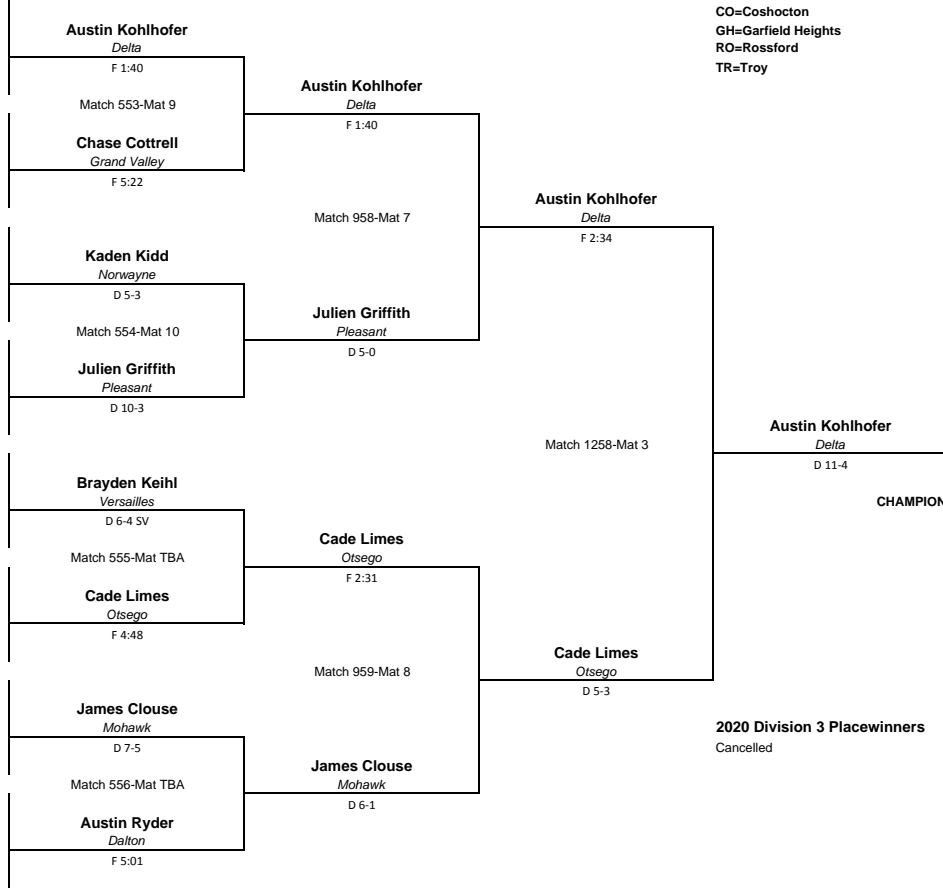 CO=Coshocton
GH=Garfield Heights
RO=Rossford
TR=Troy
Austin Kohlhofer
Delta
F 1:40
Match 553-Mat 9
Chase Cottrell
Grand Valley
F 5:22
Kaden Kidd
Norwayne
D 5-3
Match 554-Mat 10
Julien Griffith
Pleasant
D 10-3
Brayden Keihl
Versailles
D 6-4 SV
Match 555-Mat TBA
Cade Limes
Otsego
F 4:48
James Clouse
Mohawk
D 7-5
Match 556-Mat TBA
Austin Ryder
Dalton
F 5:01
Austin Kohlhofer
Delta
F 1:40
Match 958-Mat 7
Julien Griffith
Pleasant
D 5-0
Cade Limes
Otsego
F 2:31
Match 959-Mat 8
James Clouse
Mohawk
D 6-1
Austin Kohlhofer
Delta
F 2:34
Match 1258-Mat 3
Cade Limes
Otsego
D 5-3
Austin Kohlhofer
Delta
D 11-4
CHAMPION
2020 Division 3 Placewinners
Cancelled